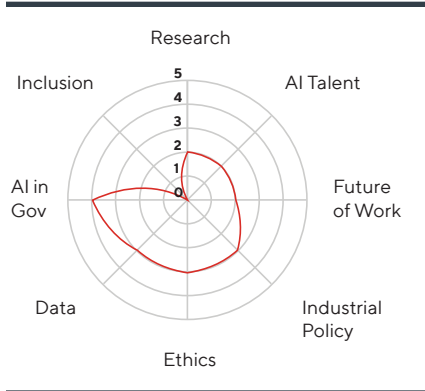 Research
Inclusion
AI Talent
5
4
3
2
1
0
AI in
Gov
Future
of Work
Data
Industrial
Policy
Ethics